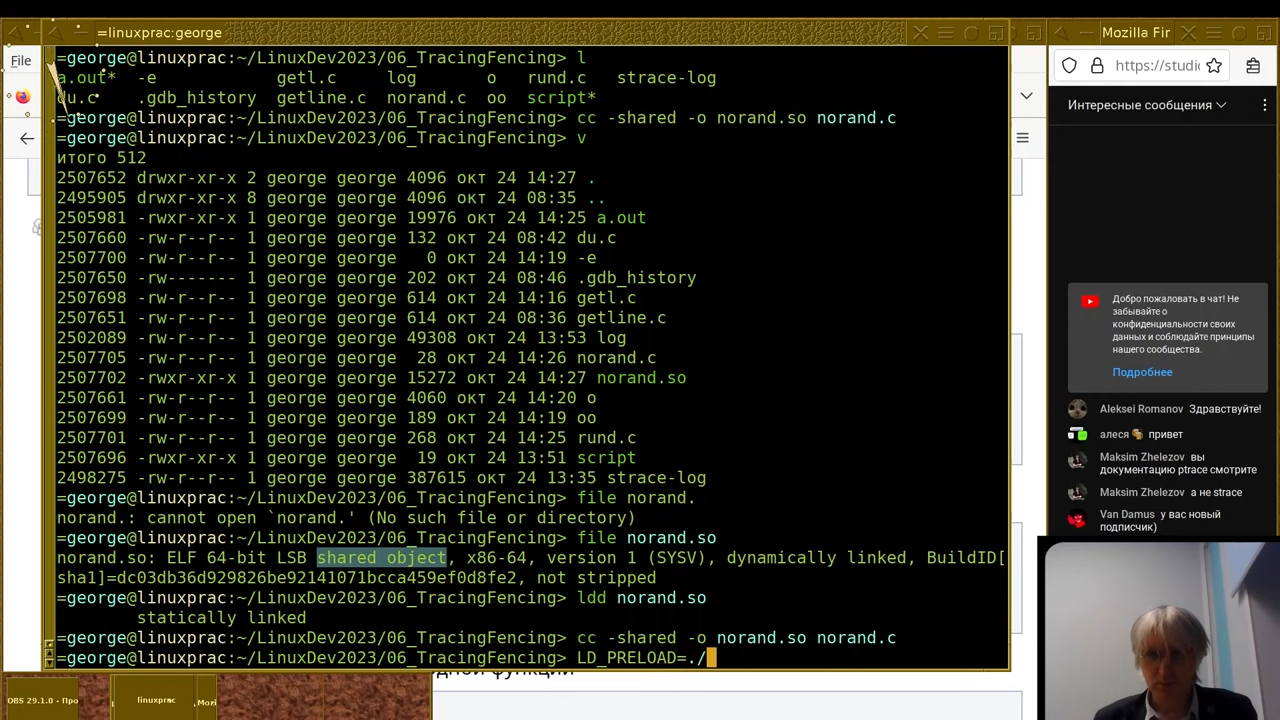 =linuxprac:george
Mozilla Fir
File
https://studi
Интересные сообщения
=george@linuxprac:~/LinuxDev2023/06_TracingFencing> l
a.out* -e getl.c log o rund.c strace-log
du.c .gdb_history getline.c norand.c oo script*
=george@linuxprac:~/LinuxDev2023/06_TracingFencing> cc -shared -o norand.so norand.c
=george@linuxprac:~/LinuxDev2023/06_TracingFencing> v
итого 512
2507652 drwxr-xr-x 2 george george 4096 окт 24 14:27 .
2495905 drwxr-xr-x 8 george george 4096 окт 24 08:35 ..
2505981 -rwxr-xr-x 1 george george 19976 окт 24 14:25 a.out
2507660 -rw-r--r-- 1 george george 132 окт 24 08:42 du.c
2507700 -rw-r--r-- 1 george george 0 окт 24 14:19 -e
2507650 -rw------- 1 george george 202 окт 24 08:46 .gdb_history
2507698 -rw-r--r-- 1 george george 614 окт 24 14:16 getl.c
2507651 -rw-r--r-- 1 george george 614 окт 24 08:36 getline.c
2502089 -rw-r--r-- 1 george george 49308 окт 24 13:53 log
2507705 -rw-r--r-- 1 george george 28 окт 24 14:26 norand.c
2507702 -rwxr-xr-x 1 george george 15272 окт 24 14:27 norand.so
2507661 -rw-r--r-- 1 george george 4060 окт 24 14:20 o
2507699 -rw-r--r-- 1 george george 189 окт 24 14:19 oo
2507701 -rw-r--r-- 1 george george 268 окт 24 14:25 rund.c
2507696 -rwxr-xr-x 1 george george 19 окт 24 13:51 script
2498275 -rw-r--r-- 1 george george 387615 окт 24 13:35 strace-log
=george@linuxprac:~/LinuxDev2023/06_TracingFencing> file norand.
norand.: cannot open `norand.' (No such file or directory)
=george@linuxprac:~/LinuxDev2023/06_TracingFencing> file norand.so
norand.so: ELF 64-bit LSB shared object, x86-64, version 1 (SYSV), dynamically linked, BuildID[
sha1]=dc03db36d929826be92141071bcca459ef0d8fe2, not stripped
=george@linuxprac:~/LinuxDev2023/06_TracingFencing> ldd norand.so
statically linked
=george@linuxprac:~/LinuxDev2023/06_TracingFencing> cc -shared -o norand.so norand.c
=george@linuxprac:~/LinuxDev2023/06_TracingFencing> LD_PRELOAD=./
Добро пожаловать в чат! Не
забывайте о
конфиденциальности своих
данных и соблюдайте принципы
нашего сообщества.
Подробнее
Aleksei Romanov Здравствуйте!
алеся привет
Maksim Zhelezov вы
документацию ptrace смотрите
Maksim Zhelezov а не strace
Van Damus у вас новый
подписчик)
дной функции
DBS 29.1.0 - Про
linuxprac
Mozi